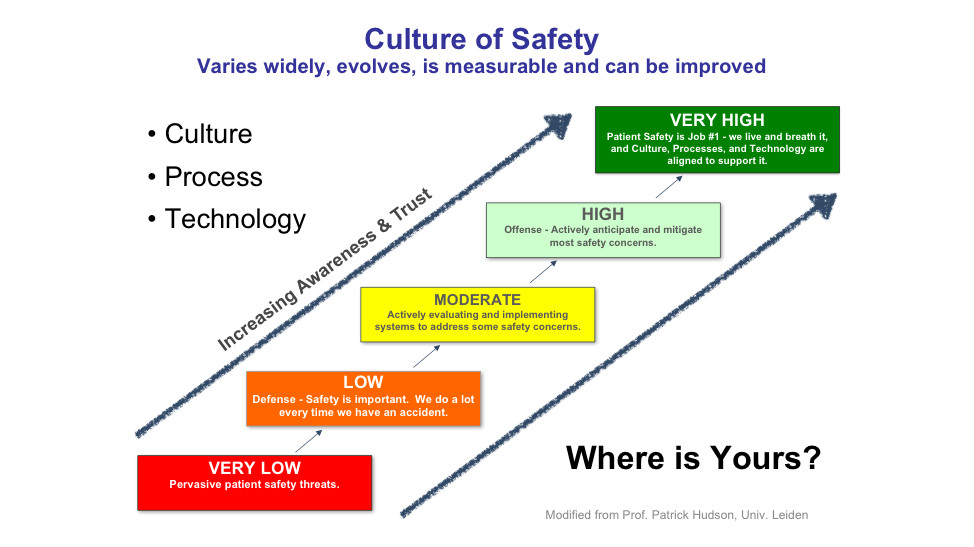 Culture of Safety
Varies widely, evolves, is measurable and can be improved
• Culture
• Process
• Technology
Increasing Awareness & Trust
VERY HIGH
Patient Safety is Job #1 - we live and breath it,
and Culture, Processes, and Technology are
aligned to support it.
HIGH
Offense - Actively anticipate and mitigate
most safety concerns.
MODERATE
Actively evaluating and implementing
systems to address some safety concerns.
LOW
Defense - Safety is important.  We do a lot
every time we have an accident.
VERY LOW
Pervasive patient safety threats.
Where is Yours?
Modified from Prof. Patrick Hudson, Univ. Leiden